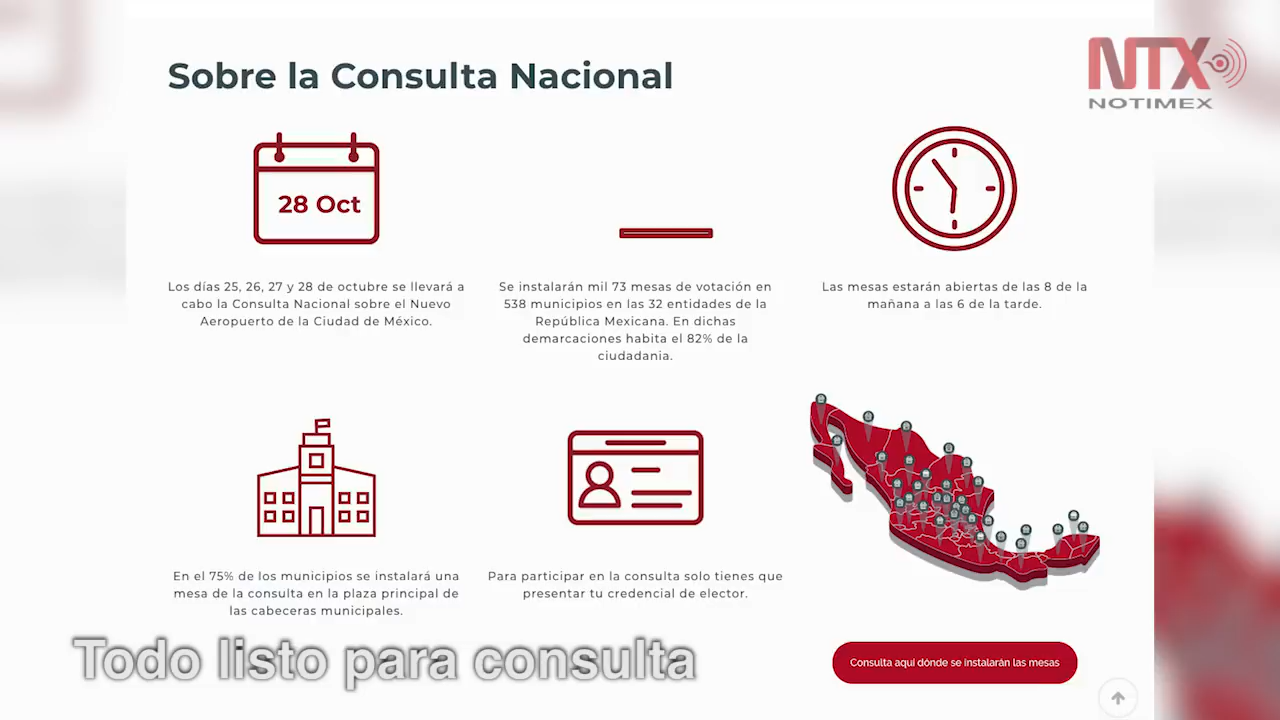 Sobre la Consulta Nacional
NTX
NOTIMEX
28 Oct
Los días 25, 26, 27 y 28 de octubre se llevará a
cabo la Consulta Nacional sobre el Nuevo
Aeropuerto de la Ciudad de México.
Se instalarán mil 73 mesas de votación en
538 municipios en las 32 entidades de la
República Mexicana. En dichas
demarcaciones habita el 82% de la
ciudadania.
Las mesas estarán abiertas de las 8 de la
mañana a las 6 de la tarde.
En el 75% de los municipios se instalará una
mesa de la consulta en la plaza principal de
las cabeceras municipales.
Para participar en la consulta solo tienes que
presentar tu credencial de elector.
Todo listo para consulta
Consulta aquí dónde se instalarán las mesas